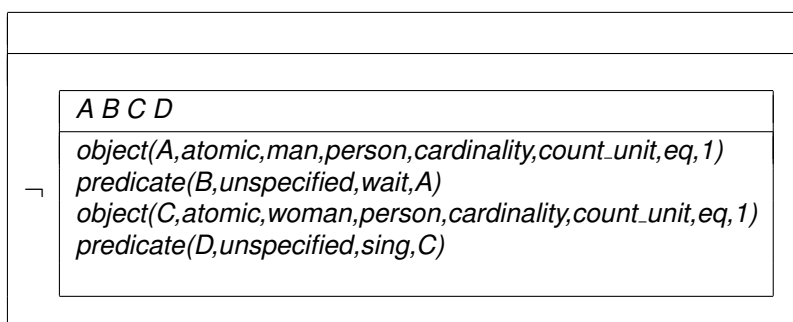 A B C D
object(A,atomic,man,person,cardinality,count_unit,eq,1)
¬ predicate(B,unspecified,wait,A)
object(C,atomic,woman,person,cardinality,count_unit,eq,1)
predicate(D,unspecified,sing,C)